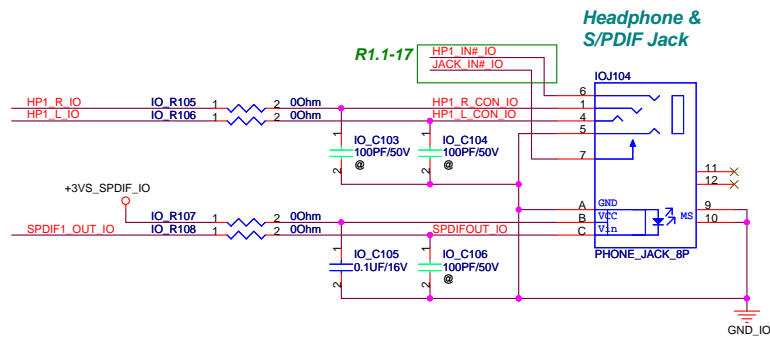 Headphone &
S/PDIF Jack
R1.1-17
HP1_IN#_IO
JACK_IN#_IO
IOJ104
HP1_R_IO IO_R105 1 2 0Ohm HP1_R_CON_IO 1
HP1_L_IO IO_R106 1 2 0Ohm HP1_L_CON_IO 4
6
5
7
1 IO_C103 1 IO_C104
100PF/50V 100PF/50V
2 @ 2 @
11
12
+3VS_SPDIF_IO
A GND 9
IO_R107 1 2 0Ohm B VCC MS 10
SPDIF1_OUT_IO IO_R108 1 2 0Ohm SPDIFOUT_IO C Vin
PHONE_JACK_8P
1 IO_C105 1 IO_C106
0.1UF/16V 100PF/50V
2 2 @
GND_IO